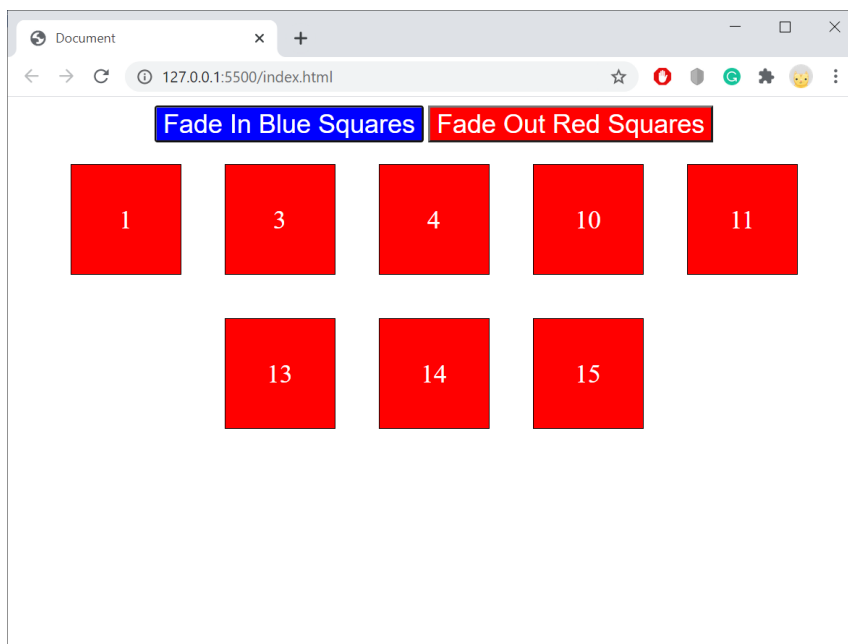 Document
127.0.0.1:5500/index.html
Fade In Blue Squares Fade Out Red Squares
1 3 4 10 11
13 14 15